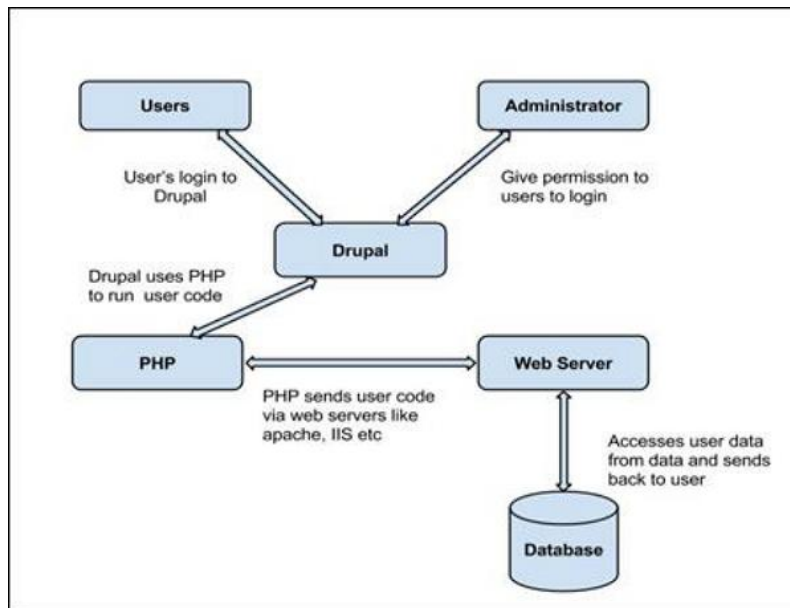 Users
Administrator
User's login to
Drupal
Give permission to
users to login
Drupal
Drupal uses PHP
to run user code
PHP
Web Server
PHP sends user code
via web servers like
apache, IIS etc
Accesses user data
from data and sends
back to user
Database